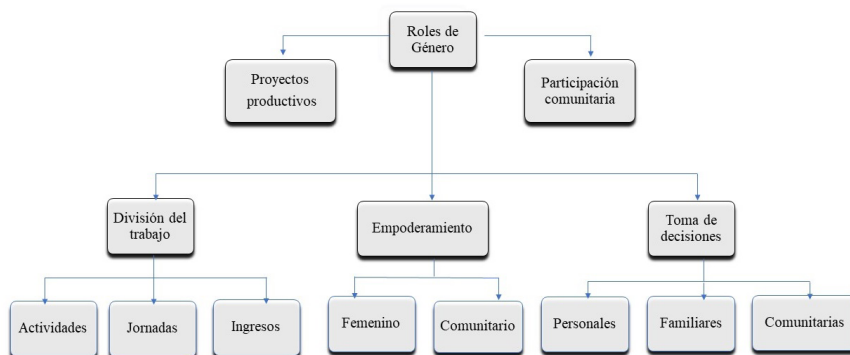 Roles de
Género
Proyectos
productivos
Participación
comunitaria
División del
trabajo
Empoderamiento
Toma de
decisiones
Actividades
Jornadas
Ingresos
Femenino
Comunitario
Personales
Familiares
Comunitarias